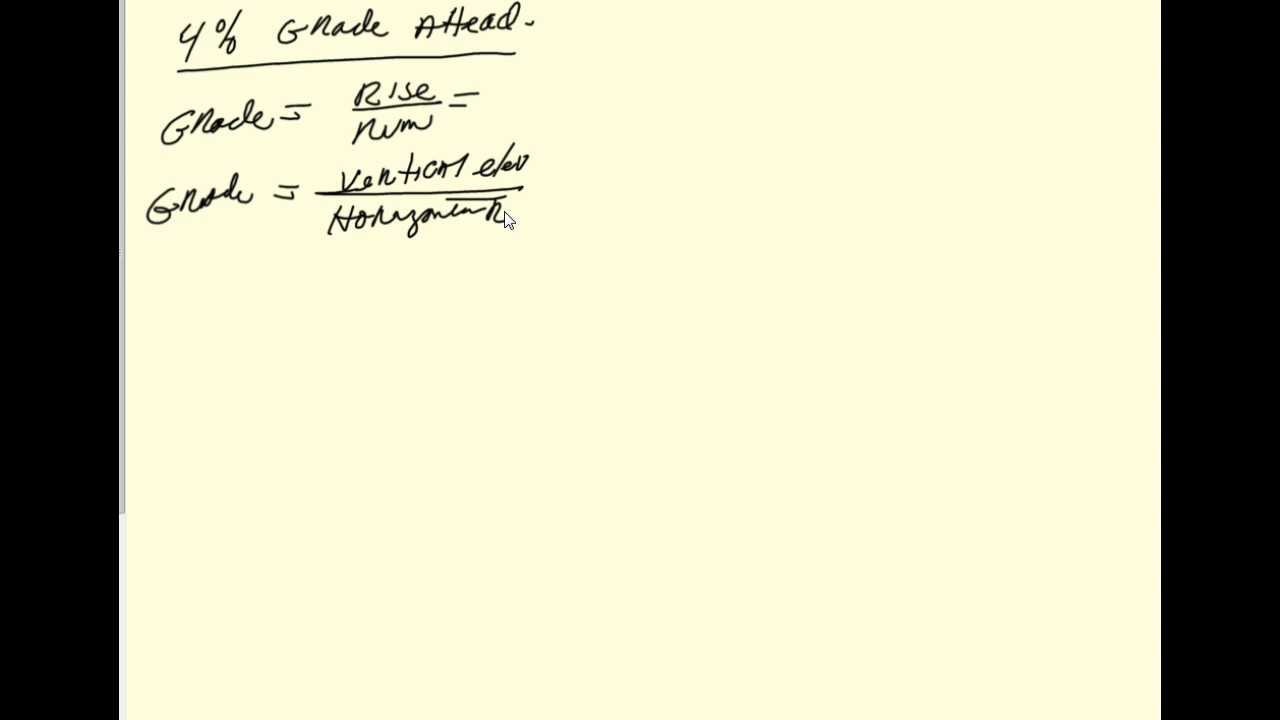 4% Grade Ahead.
Grade = Rise / Run =
Grade = Vertical elev / Horizontal R